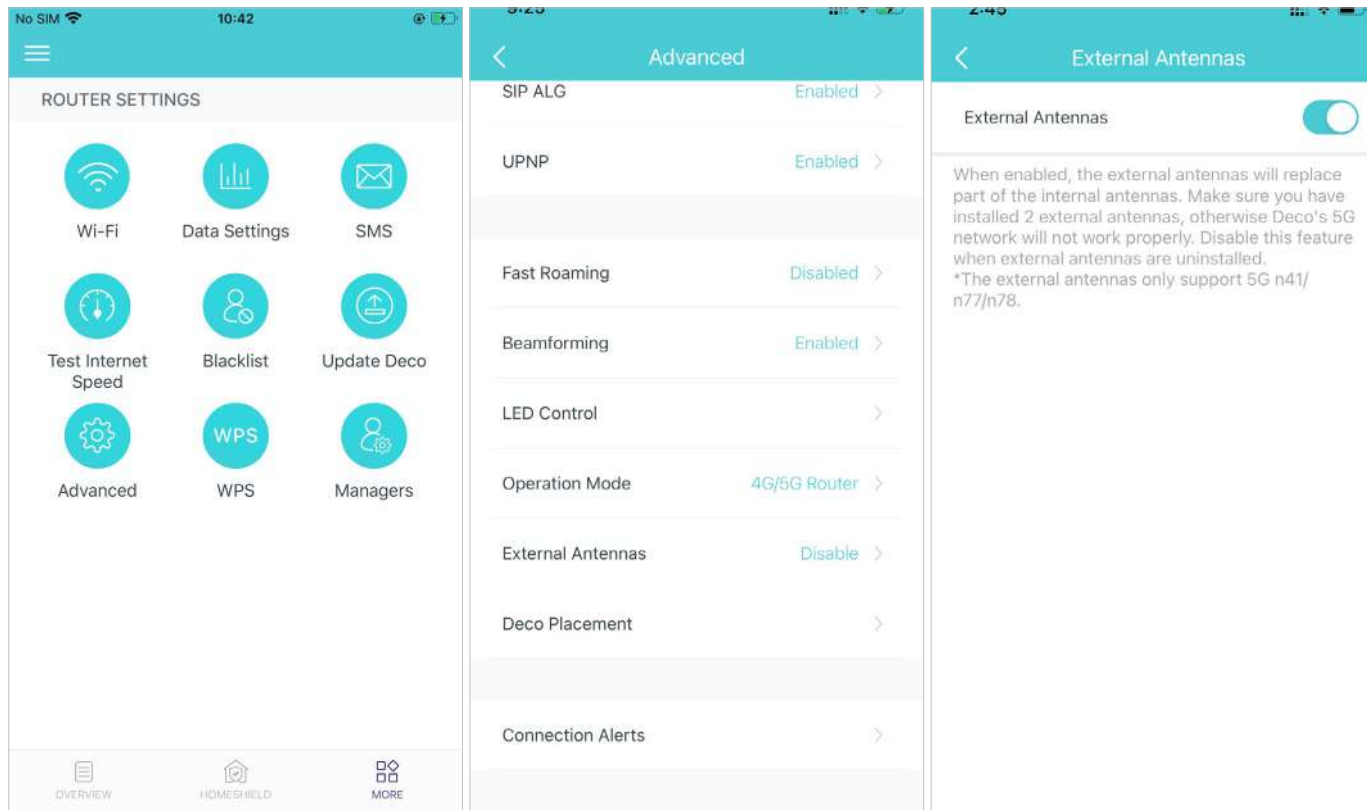 No SIM
10:42
ROUTER SETTINGS
Wi-Fi
Data Settings
SMS
Test Internet
Speed
Blacklist
Update Deco
WPS
Advanced
WPS
Managers
OVERVIEW
HOMESHIELD
MORE
9:25
Advanced
SIP ALG
Enabled
UPNP
Enabled
Fast Roaming
Disabled
Beamforming
Enabled
LED Control
Operation Mode
4G/5G Router
External Antennas
Disable
Deco Placement
Connection Alerts
2:45
External Antennas
External Antennas
When enabled, the external antennas will replace
part of the internal antennas. Make sure you have
installed 2 external antennas, otherwise Deco's 5G
network will not work properly. Disable this feature
when external antennas are uninstalled.
*The external antennas only support 5G n41/
n77/n78.